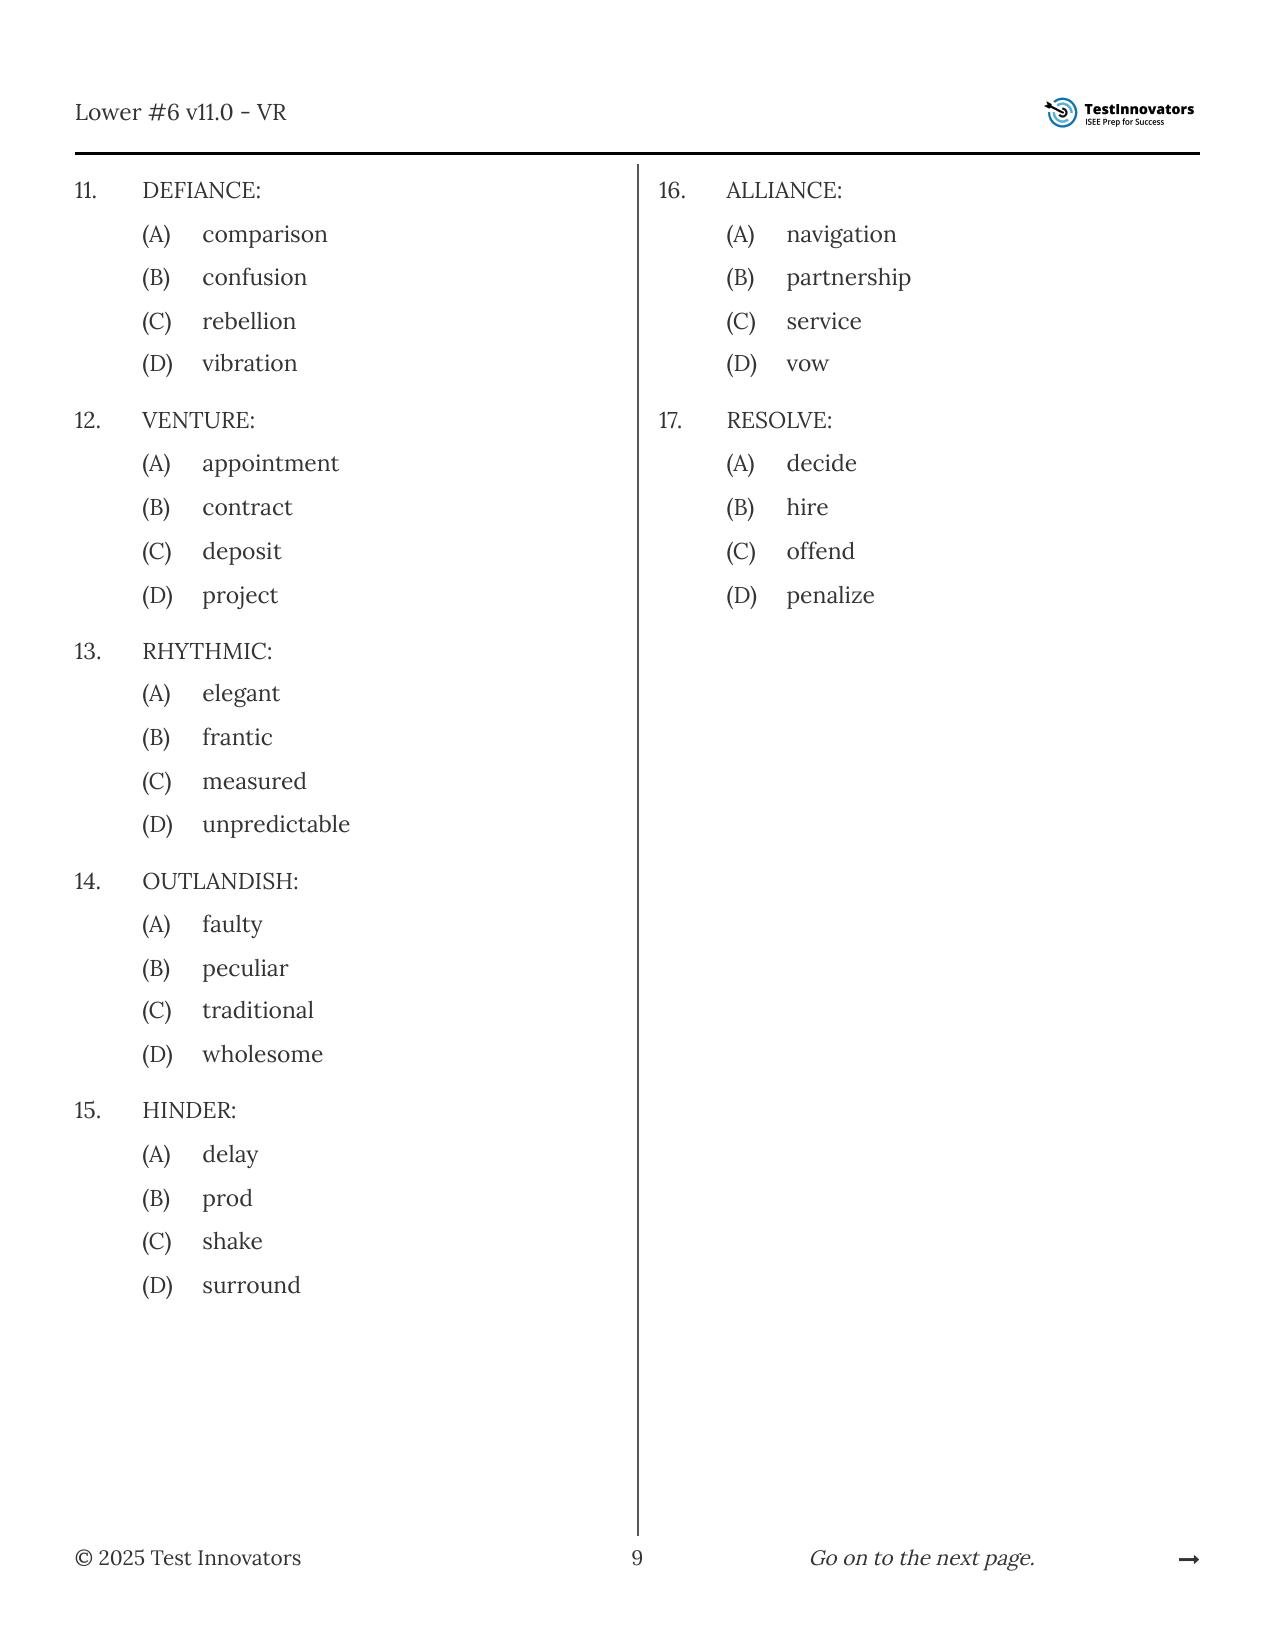 Lower #6 v11.0 - VR
TestInnovators
ISEE Prep for Success
11. DEFIANCE:
(A) comparison
(B) confusion
(C) rebellion
(D) vibration
12. VENTURE:
(A) appointment
(B) contract
(C) deposit
(D) project
13. RHYTHMIC:
(A) elegant
(B) frantic
(C) measured
(D) unpredictable
14. OUTLANDISH:
(A) faulty
(B) peculiar
(C) traditional
(D) wholesome
15. HINDER:
(A) delay
(B) prod
(C) shake
(D) surround
16. ALLIANCE:
(A) navigation
(B) partnership
(C) service
(D) vow
17. RESOLVE:
(A) decide
(B) hire
(C) offend
(D) penalize
© 2025 Test Innovators
9
Go on to the next page. →